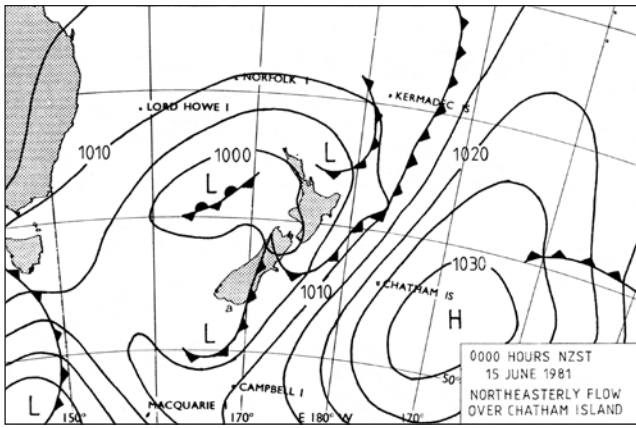 NORFOLK I
KERMADEC IS
LORD HOWE I
1010
1000
L
1020
L
1030
CHATHAM IS
1010
H
L
0000 HOURS NZST
15 JUNE 1981
NORTHEASTERLY FLOW
OVER CHATHAM ISLAND
50°
L
CAMPBELL I
MACQUARIE I
150°
160°
170°
E 180° W
170°